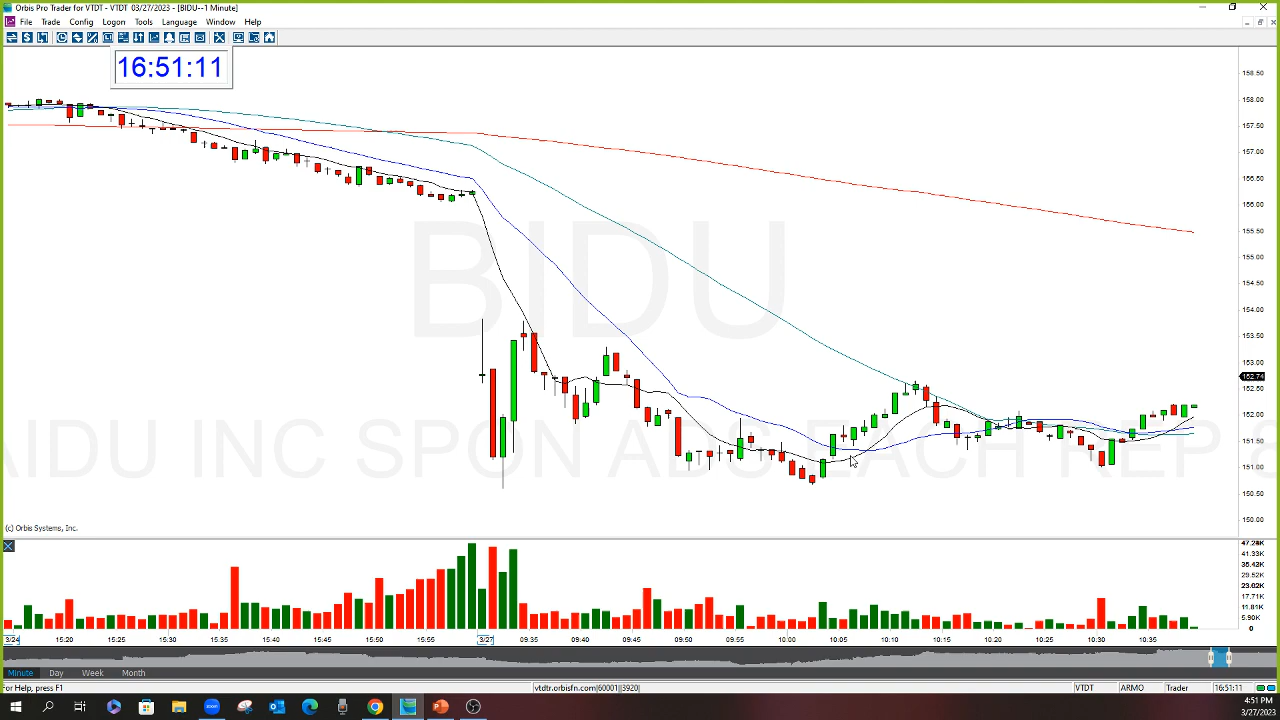 Orbis Pro Trader for VTDT - VTDT 03/27/2023 - [BIDU--1 Minute]
File Trade Config Logon Tools Language Window Help
16:51:11
158.50
158.00
157.50
157.00
156.50
156.00
155.50
155.00
154.50
154.00
153.50
153.00
152.74
152.50
152.00
151.50
151.00
150.50
150.00
BIDU
AIDU INC SPON ADS EACH REP
(c) Orbis Systems, Inc.
47.24K
41.33K
35.42K
29.52K
23.02K
17.71K
11.81K
5.90K
0
3/24 15:20 15:25 15:30 15:35 15:40 15:45 15:50 15:55 3/27 09:35 09:40 09:45 09:50 09:55 10:00 10:05 10:10 10:15 10:20 10:25 10:30 10:35
Minute Day Week Month
For Help, press F1 vtdtr.orbisfn.com|60001||3920| VTDT ARMO Trader 16:51:11
zoom
4:51 PM
3/27/2023